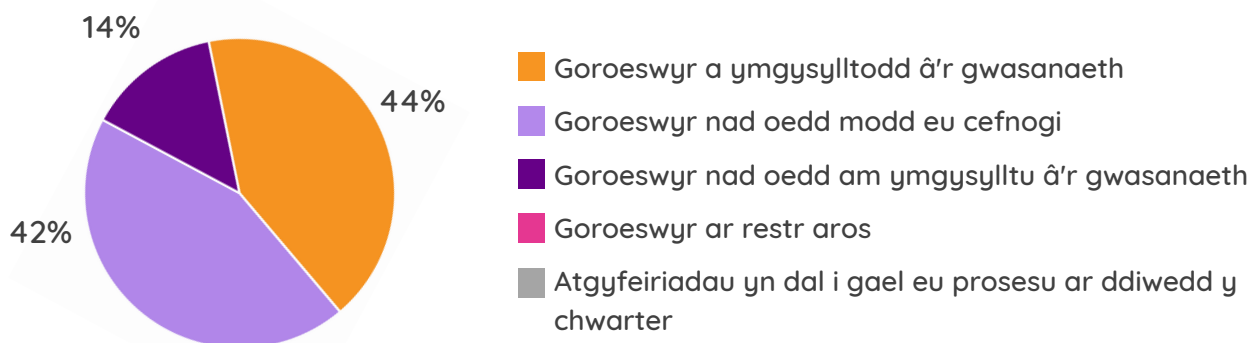 14%
44%
42%
Goroeswyr a ymgysylltodd â'r gwasanaeth
Goroeswyr nad oedd modd eu cefnogi
Goroeswyr nad oedd am ymgysylltu â'r gwasanaeth
Goroeswyr ar restr aros
Atgyfeiriadau yn dal i gael eu prosesu ar ddiwedd y
chwarter